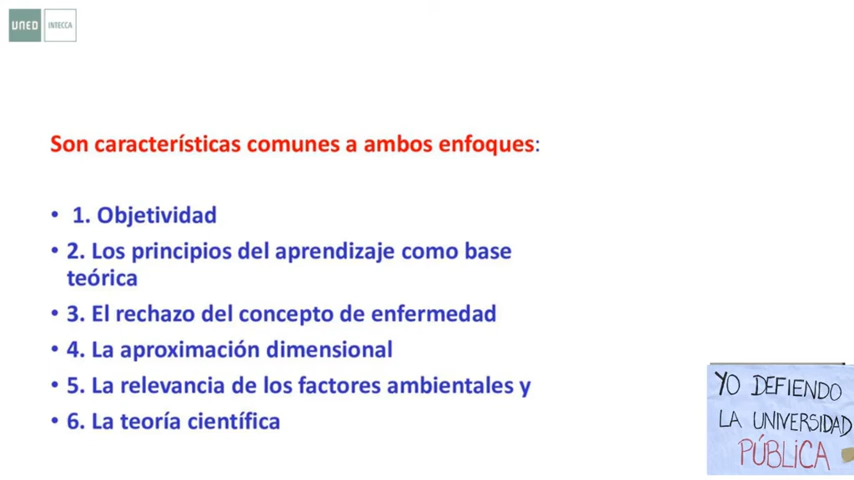 UNED INTECCA
Son características comunes a ambos enfoques:
• 1. Objetividad
• 2. Los principios del aprendizaje como base
teórica
• 3. El rechazo del concepto de enfermedad
• 4. La aproximación dimensional
• 5. La relevancia de los factores ambientales y
• 6. La teoría científica
YO DEFIENDO
LA UNIVERSIDAD
PÚBLICA